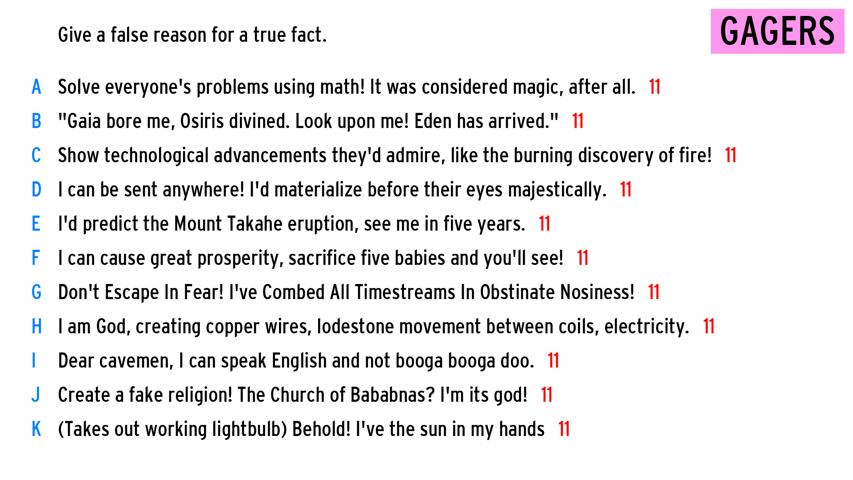 Give a false reason for a true fact.
GAGERS
A Solve everyone's problems using math! It was considered magic, after all. 11
B "Gaia bore me, Osiris divined. Look upon me! Eden has arrived." 11
C Show technological advancements they'd admire, like the burning discovery of fire! 11
D I can be sent anywhere! I'd materialize before their eyes majestically. 11
E I'd predict the Mount Takahe eruption, see me in five years. 11
F I can cause great prosperity, sacrifice five babies and you'll see! 11
G Don't Escape In Fear! I've Combed All Timestreams In Obstinate Nosiness! 11
H I am God, creating copper wires, lodestone movement between coils, electricity. 11
I Dear cavemen, I can speak English and not booga booga doo. 11
J Create a fake religion! The Church of Bababnas? I'm its god! 11
K (Takes out working lightbulb) Behold! I've the sun in my hands 11